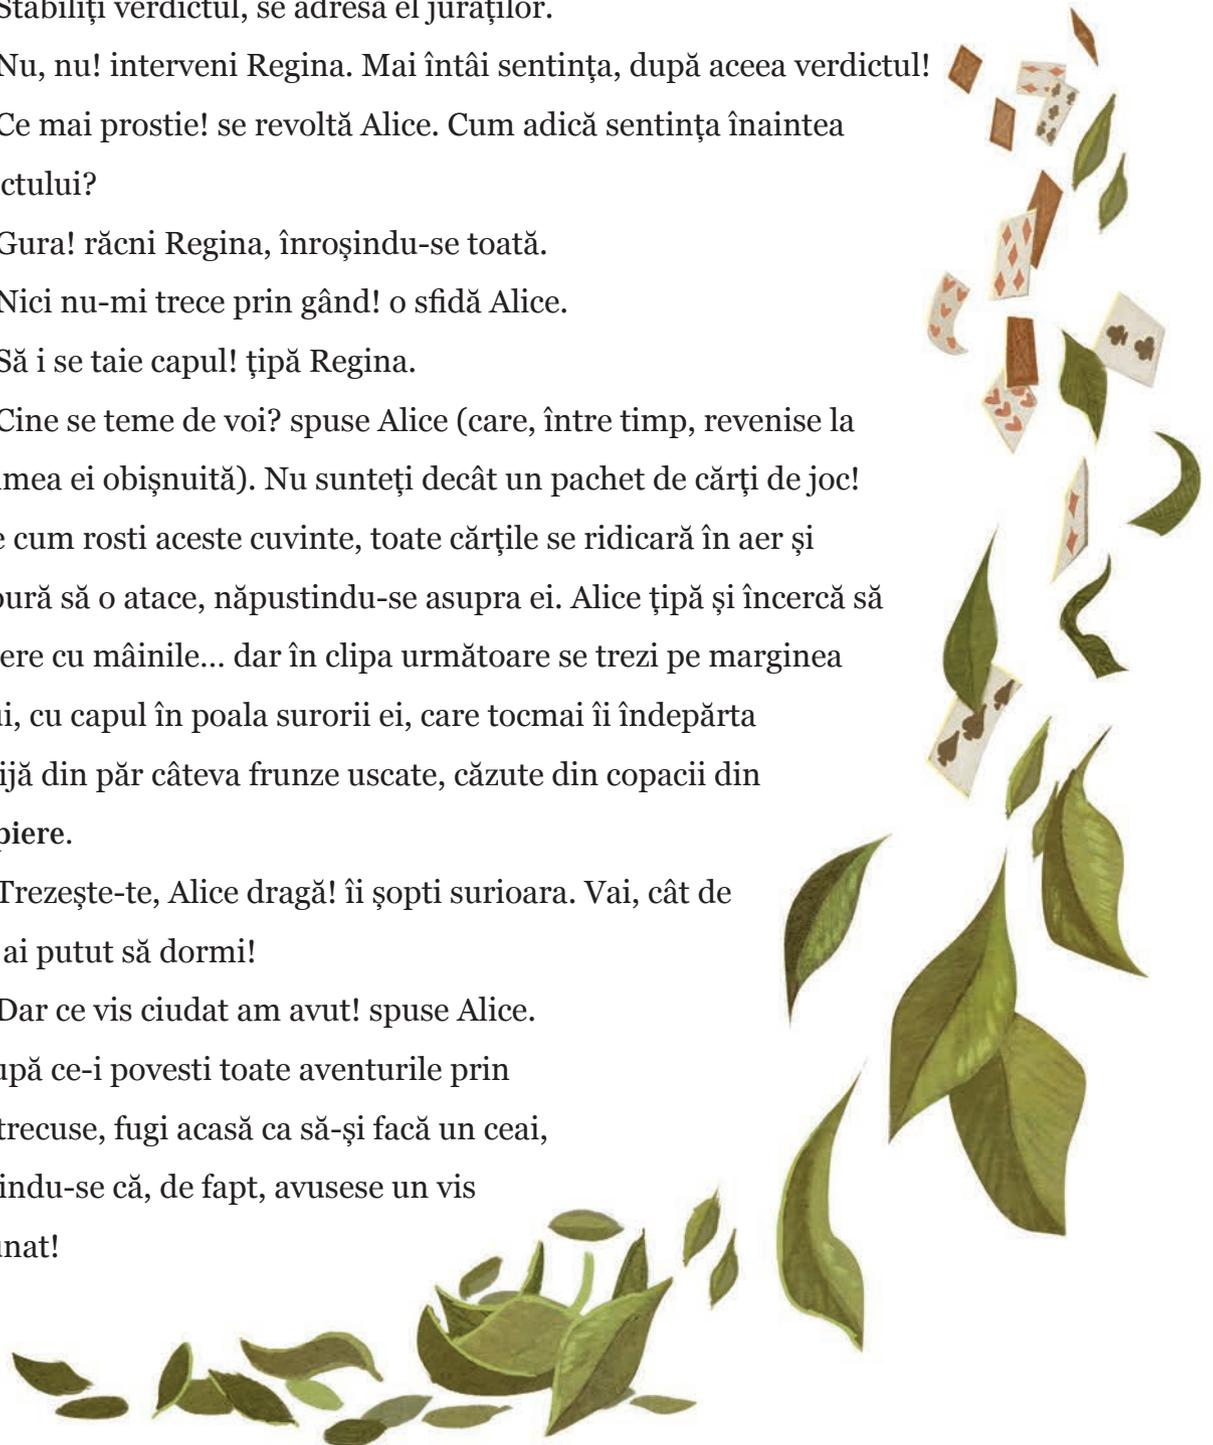 Stabiliți verdictul, se adresă el juraților.
Nu, nu! interveni Regina. Mai întâi sentința, după aceea verdictul!
Ce mai prostie! se revoltă Alice. Cum adică sentința înaintea
ctului?
Gura! răcni Regina, înroșindu-se toată.
Nici nu-mi trece prin gând! o sfidă Alice.
Să i se taie capul! țipă Regina.
Cine se teme de voi? spuse Alice (care, între timp, revenise la
mea ei obișnuită). Nu sunteți decât un pachet de cărți de joc!
e cum rosti aceste cuvinte, toate cărțile se ridicară în aer și
ură să o atace, năpustindu-se asupra ei. Alice țipă și încercă să
ere cu mâinile... dar în clipa următoare se trezi pe marginea
i, cu capul în poala surorii ei, care tocmai îi îndepărta
ijă din păr câteva frunze uscate, căzute din copacii din
piere.
Trezește-te, Alice dragă! îi șopti surioara. Vai, cât de
ai putut să dormi!
Dar ce vis ciudat am avut! spuse Alice.
upă ce-i povesti toate aventurile prin
trecuse, fugi acasă ca să-și facă un ceai,
indu-se că, de fapt, avusese un vis
nat!